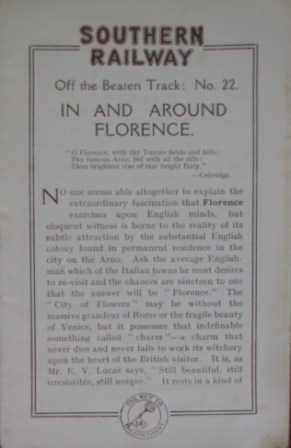 SOUTHERN
RAILWAY
Off the Beaten Track: No. 22.
IN AND AROUND
FLORENCE.
"O Florence, with thy Tuscan fields and hills;
Thy famous Arno, fed with all the rills;
Thou brightest star of star bright Italy."
—Coleridge.
NO one seems able altogether to explain the
extraordinary fascination that Florence
exercises upon English minds, but
eloquent witness is borne to the reality of its
subtle attraction by the substantial English
colony found in permanent residence in the
city on the Arno. Ask the average English-
man which of the Italian towns he most desires
to re-visit and the chances are nineteen to one
that the answer will be "Florence." The
"City of Flowers" may be without the
massive grandeur of Rome or the fragile beauty
of Venice, but it possesses that indefinable
something called "charm"—a charm that
never dies and never fails to work its witchery
upon the heart of the British visitor. It is, as
Mr. E. V. Lucas says, "Still beautiful, still
irresistible, still unique." It rests in a kind of
THE KEY TO